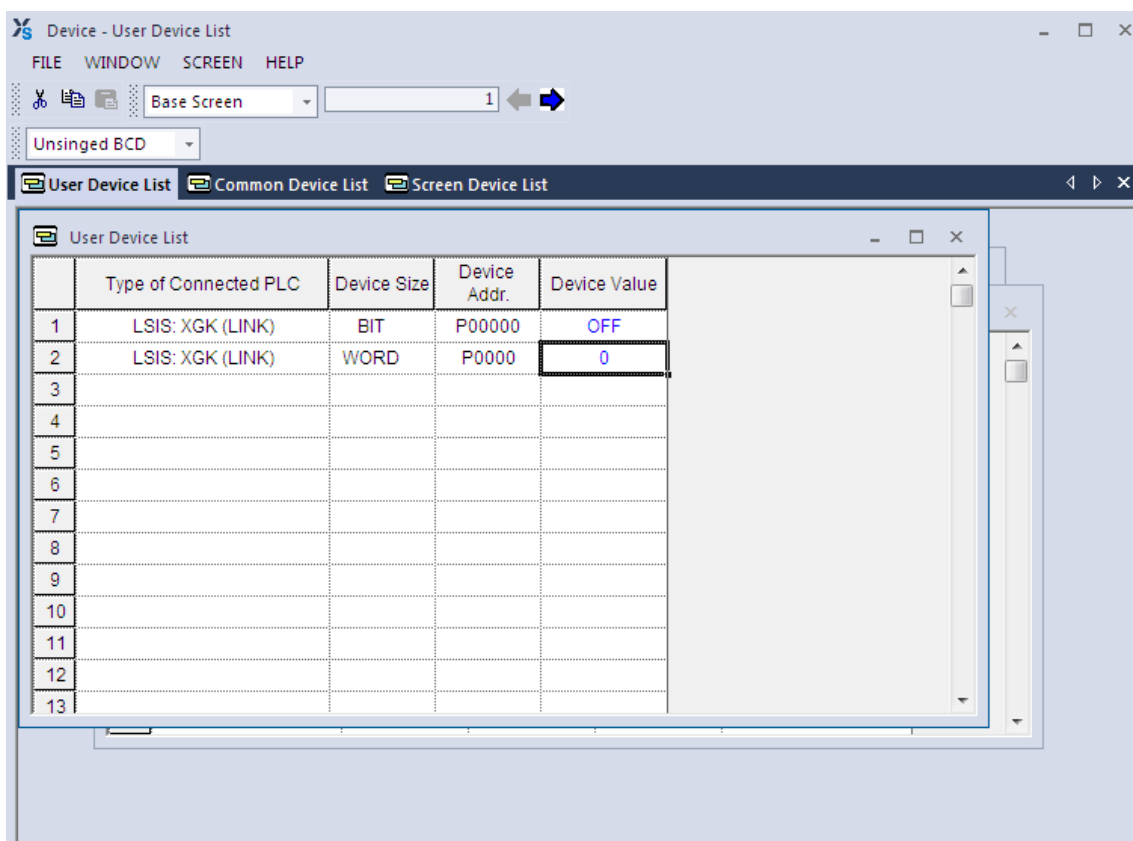 Device - User Device List
FILE WINDOW SCREEN HELP
Base Screen 1
Unsinged BCD
User Device List Common Device List Screen Device List
User Device List
Type of Connected PLC Device Size Device Addr. Device Value
1 LSIS: XGK (LINK) BIT P00000 OFF
2 LSIS: XGK (LINK) WORD P0000 0
3
4
5
6
7
8
9
10
11
12
13